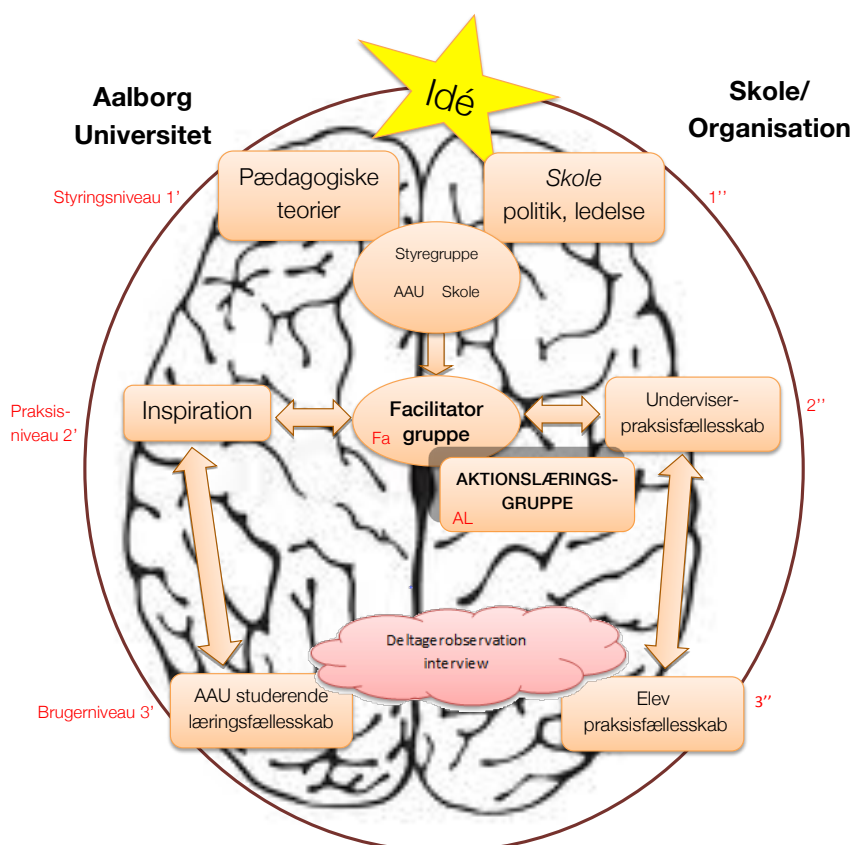 Idé
Aalborg
Universitet
Skole/
Organisation
Styringsniveau 1’
Pædagogiske
teorier
Skole
politik, ledelse
1’’
Styregruppe
AAU Skole
Praksis-
niveau 2’
Inspiration
Facilitator
gruppe
Fa
Underviser-
praksisfællesskab
2’’
AKTIONSLÆRINGS-
GRUPPE
AL
Deltagerobservation
interview
Brugerniveau 3’
AAU studerende
læringsfællesskab
Elev
praksisfællesskab
3’’